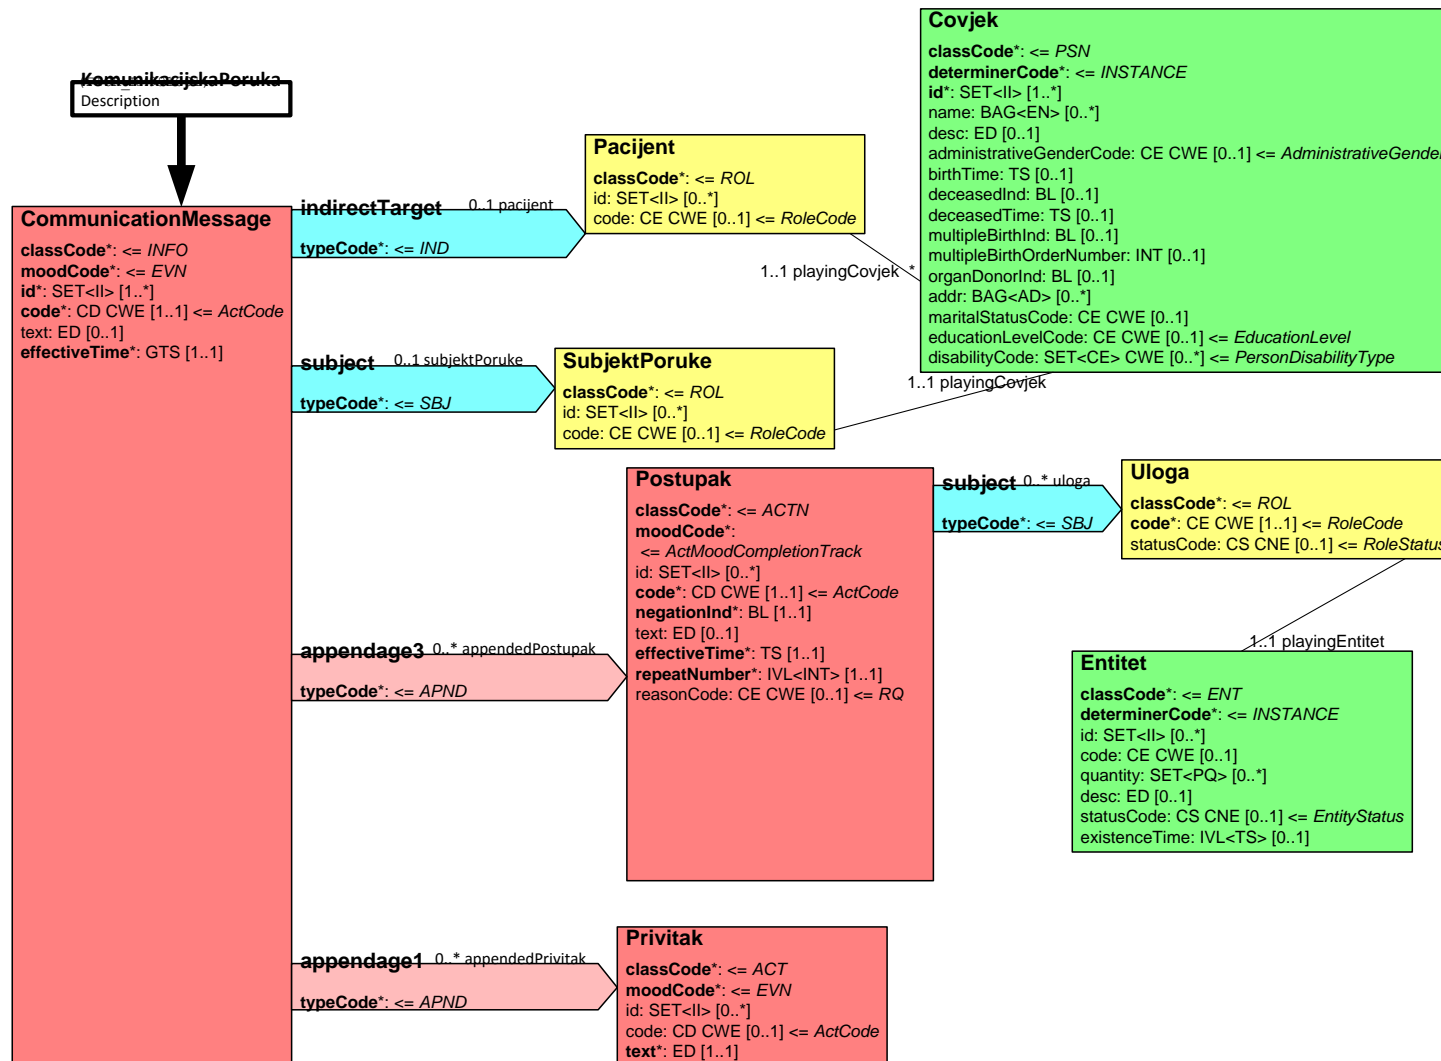 KomunikacijskaPoruka
Description
CommunicationMessage
classCode*: <= INFO
moodCode*: <= EVN
id*: SET<II> [1..*]
code*: CD CWE [1..1] <= ActCode
text: ED [0..1]
effectiveTime*: GTS [1..1]
indirectTarget 0..1 pacijent
typeCode*: <= IND
Pacijent
classCode*: <= ROL
id: SET<II> [0..*]
code: CE CWE [0..1] <= RoleCode
1..1 playingCovjek *
Covjek
classCode*: <= PSN
determinerCode*: <= INSTANCE
id*: SET<II> [1..*]
name: BAG<EN> [0..*]
desc: ED [0..1]
administrativeGenderCode: CE CWE [0..1] <= AdministrativeGender
birthTime: TS [0..1]
deceasedInd: BL [0..1]
deceasedTime: TS [0..1]
multipleBirthInd: BL [0..1]
multipleBirthOrderNumber: INT [0..1]
organDonorInd: BL [0..1]
addr: BAG<AD> [0..*]
maritalStatusCode: CE CWE [0..1]
educationLevelCode: CE CWE [0..1] <= EducationLevel
disabilityCode: SET<CE> CWE [0..*] <= PersonDisabilityType
subject 0..1 subjektPoruke
typeCode*: <= SBJ
SubjektPoruke
classCode*: <= ROL
id: SET<II> [0..*]
code: CE CWE [0..1] <= RoleCode
1..1 playingCovjek
appendage3 0..* appendedPostupak
typeCode*: <= APND
Postupak
classCode*: <= ACTN
moodCode*:
<= ActMoodCompletionTrack
id: SET<II> [0..*]
code*: CD CWE [1..1] <= ActCode
negationInd*: BL [1..1]
text: ED [0..1]
effectiveTime*: TS [1..1]
repeatNumber*: IVL<INT> [1..1]
reasonCode: CE CWE [0..1] <= RQ
subject 0..* uloga
typeCode*: <= SBJ
Uloga
classCode*: <= ROL
code*: CE CWE [1..1] <= RoleCode
statusCode: CS CNE [0..1] <= RoleStatus
1..1 playingEntitet
Entitet
classCode*: <= ENT
determinerCode*: <= INSTANCE
id: SET<II> [0..*]
code: CE CWE [0..1]
quantity: SET<PQ> [0..*]
desc: ED [0..1]
statusCode: CS CNE [0..1] <= EntityStatus
existenceTime: IVL<TS> [0..1]
appendage1 0..* appendedPrivitak
typeCode*: <= APND
Privitak
classCode*: <= ACT
moodCode*: <= EVN
id: SET<II> [0..*]
code: CD CWE [0..1] <= ActCode
text*: ED [1..1]